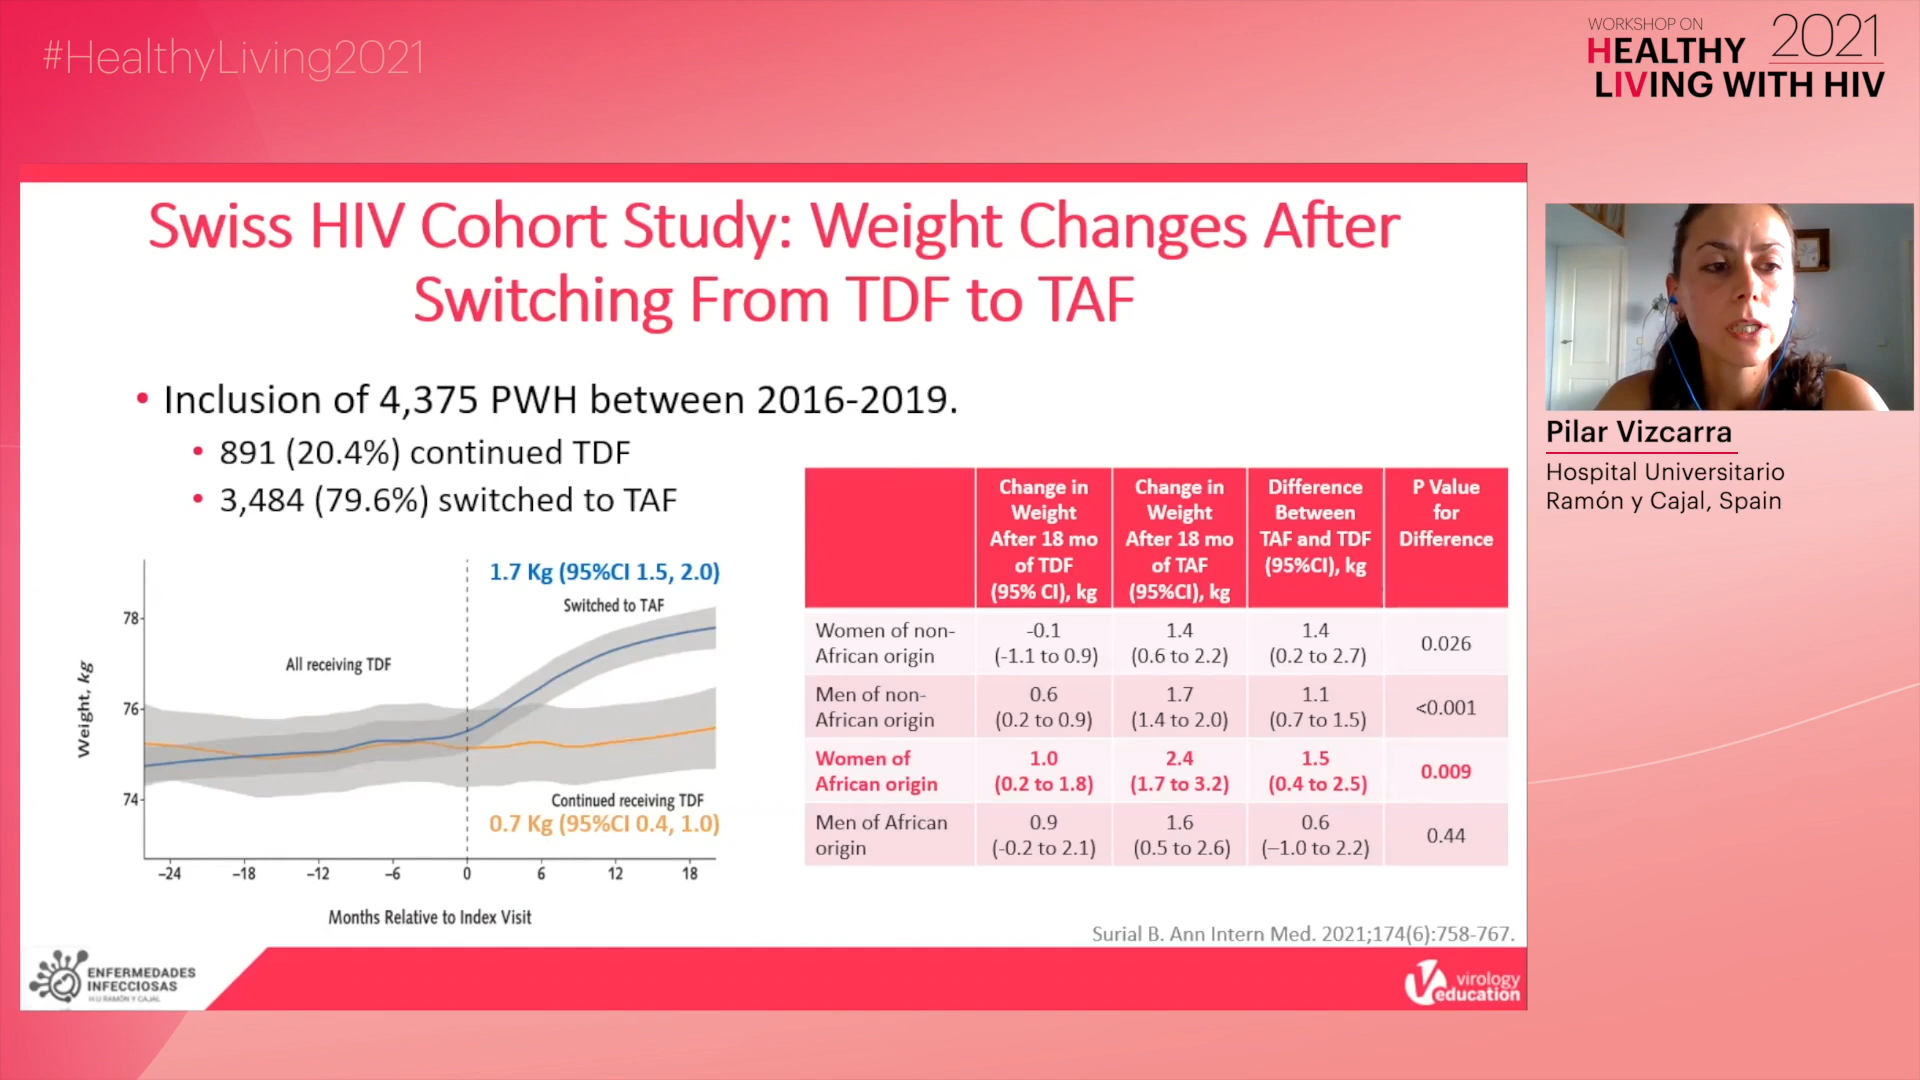 #HealthyLiving2021
WORKSHOP ON
HEALTHY 2021
LIVING WITH HIV
Swiss HIV Cohort Study: Weight Changes After
Switching From TDF to TAF
• Inclusion of 4,375 PWH between 2016-2019.
• 891 (20.4%) continued TDF
• 3,484 (79.6%) switched to TAF
1.7 Kg (95%CI 1.5, 2.0)
Switched to TAF
All receiving TDF
Continued receiving TDF
0.7 Kg (95%CI 0.4, 1.0)
Weight, kg
78
76
74
–24 –18 –12 –6 0 6 12 18
Months Relative to Index Visit
Change in Weight After 18 mo of TDF (95% CI), kg
Change in Weight After 18 mo of TAF (95%CI), kg
Difference Between TAF and TDF (95%CI), kg
P Value for Difference
Women of non- -0.1 1.4 1.4 0.026
African origin (-1.1 to 0.9) (0.6 to 2.2) (0.2 to 2.7)
Men of non- 0.6 1.7 1.1 <0.001
African origin (0.2 to 0.9) (1.4 to 2.0) (0.7 to 1.5)
Women of 1.0 2.4 1.5 0.009
African origin (0.2 to 1.8) (1.7 to 3.2) (0.4 to 2.5)
Men of African 0.9 1.6 0.6 0.44
origin (-0.2 to 2.1) (0.5 to 2.6) (–1.0 to 2.2)
Surial B. Ann Intern Med. 2021;174(6):758-767.
ENFERMEDADES
INFECCIOSAS
H.U RAMÓN Y CAJAL
virology
education
Pilar Vizcarra
Hospital Universitario
Ramón y Cajal, Spain